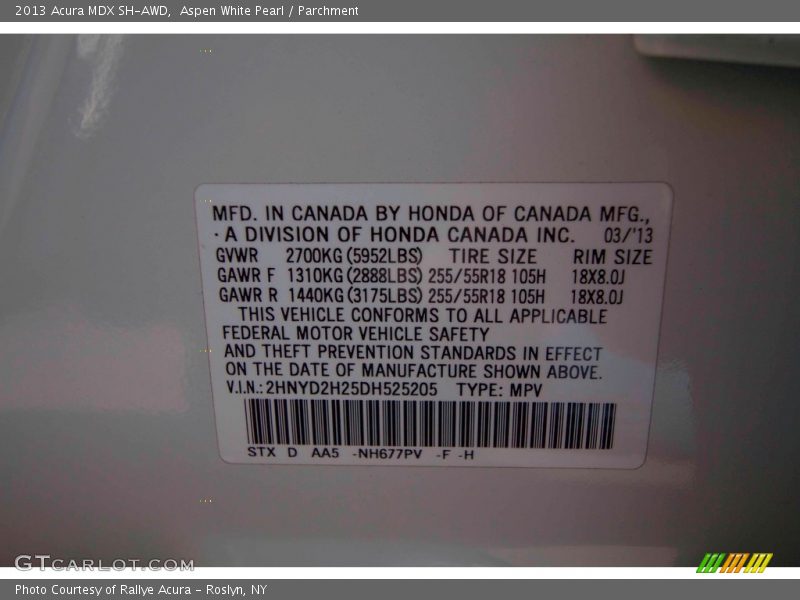 2013 Acura MDX SH-AWD, Aspen White Pearl / Parchment
MFD. IN CANADA BY HONDA OF CANADA MFG.,
A DIVISION OF HONDA CANADA INC. 03/'13
GVWR 2700KG(5952LBS) TIRE SIZE RIM SIZE
GAWR F 1310KG(2888LBS) 255/55R18 105H 18X8.0J
GAWR R 1440KG(3175LBS) 255/55R18 105H 18X8.0J
THIS VEHICLE CONFORMS TO ALL APPLICABLE
FEDERAL MOTOR VEHICLE SAFETY
AND THEFT PREVENTION STANDARDS IN EFFECT
ON THE DATE OF MANUFACTURE SHOWN ABOVE.
V.I.N.: 2HNYD2H25DH525205 TYPE: MPV
STX D AA5 -NH677PV -F -H
GTCARLOT.COM
Photo Courtesy of Rallye Acura - Roslyn, NY